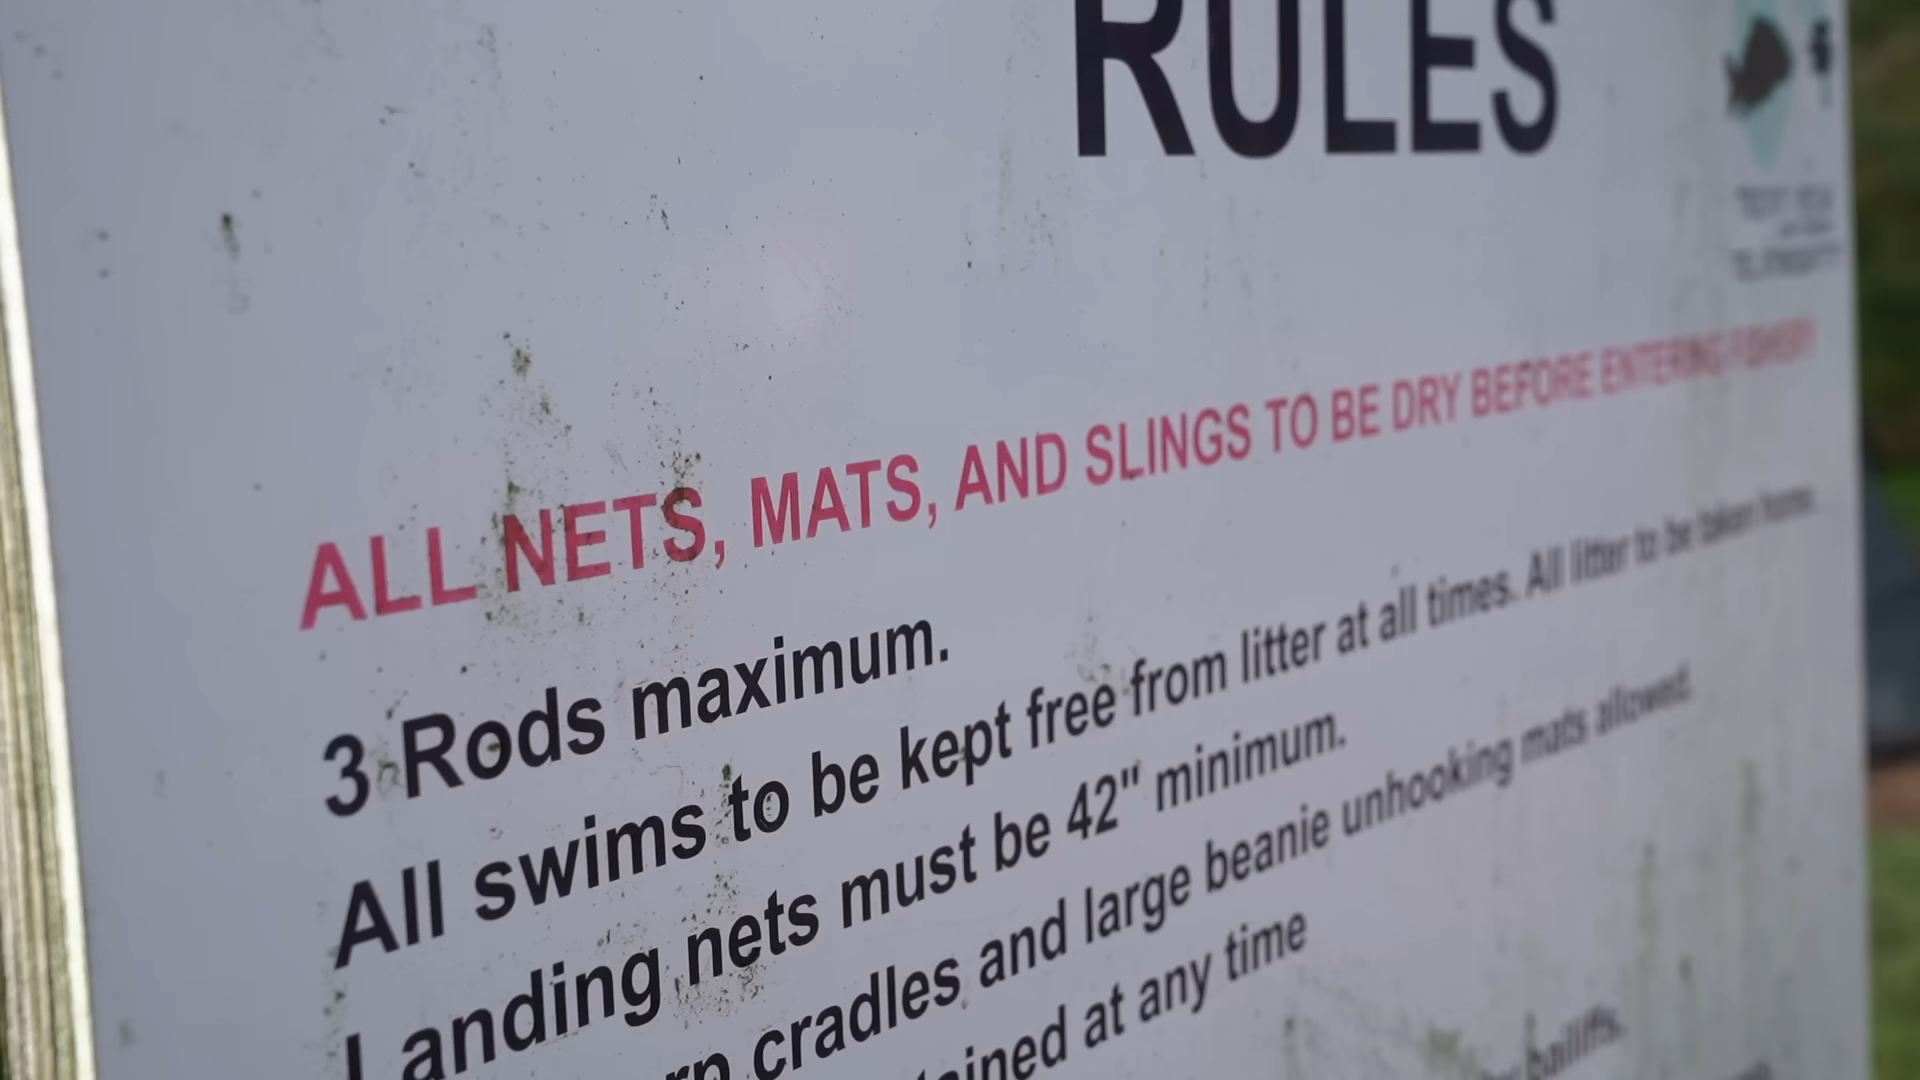 RULES
ALL NETS, MATS, AND SLINGS TO BE DRY BEFORE ENTERING FISHERY
3 Rods maximum.
All swims to be kept free from litter at all times. All litter to be taken home.
Landing nets must be 42" minimum.
cradles and large beanie unhooking mats allowed.
at any time
bailiffs.